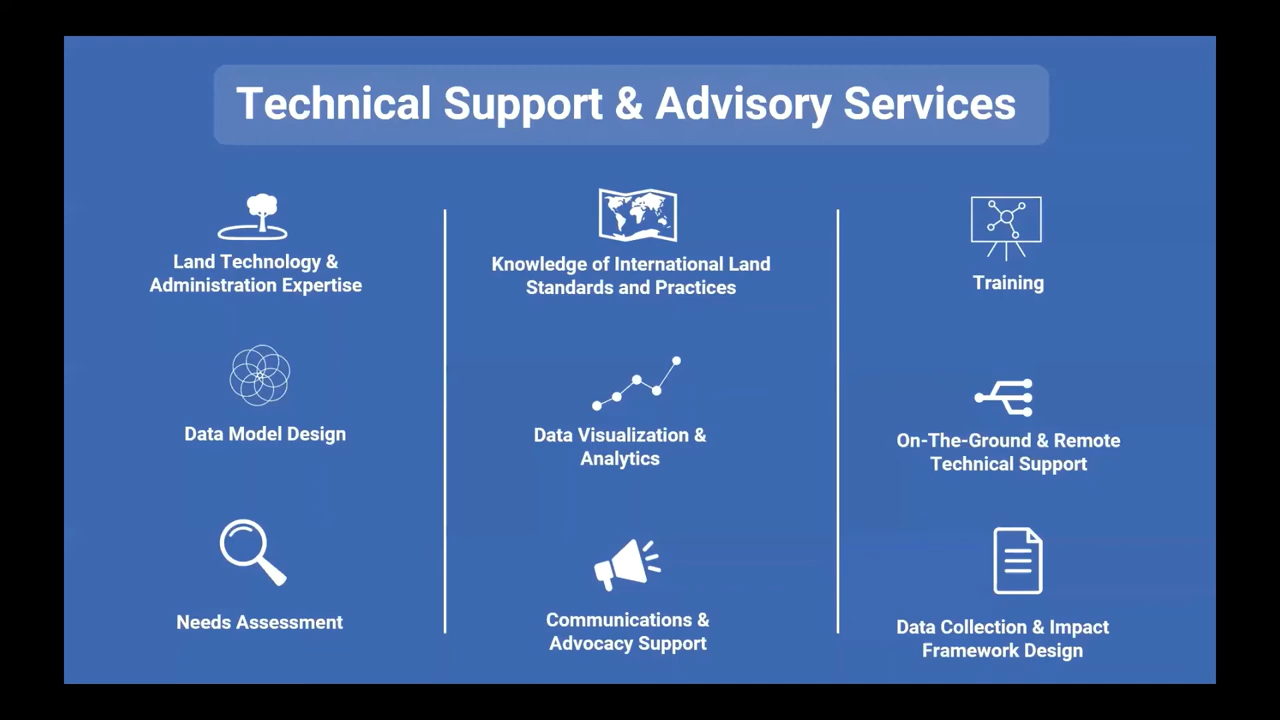 Technical Support & Advisory Services
Land Technology &
Administration Expertise
Knowledge of International Land
Standards and Practices
Training
Data Model Design
Data Visualization &
Analytics
On-The-Ground & Remote
Technical Support
Needs Assessment
Communications &
Advocacy Support
Data Collection & Impact
Framework Design